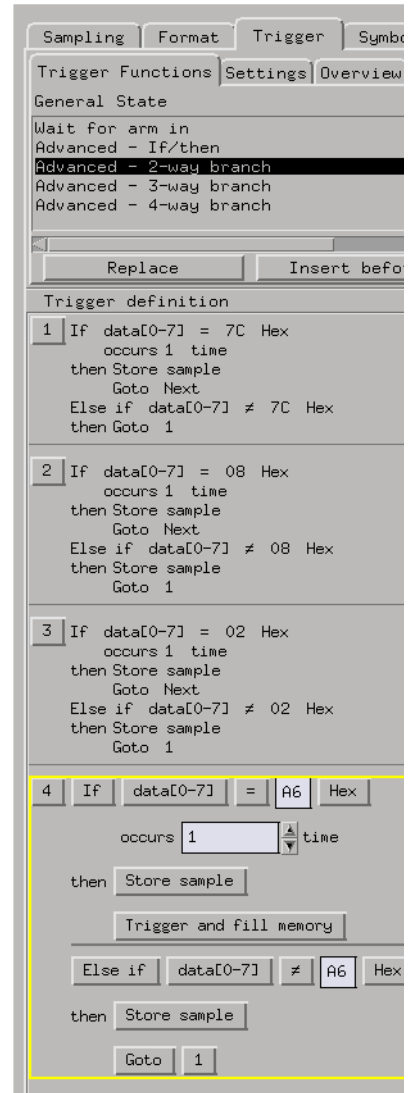 Sampling Format Trigger Symbo
Trigger Functions Settings Overview
General State
Wait for arm in
Advanced - If/then
Advanced - 2-way branch
Advanced - 3-way branch
Advanced - 4-way branch
Replace Insert befo
Trigger definition
1 If data[0-7] = 7C Hex
occurs 1 time
then Store sample
Goto Next
Else if data[0-7] ≠ 7C Hex
then Goto 1
2 If data[0-7] = 08 Hex
occurs 1 time
then Store sample
Goto Next
Else if data[0-7] ≠ 08 Hex
then Store sample
Goto 1
3 If data[0-7] = 02 Hex
occurs 1 time
then Store sample
Goto Next
Else if data[0-7] ≠ 02 Hex
then Store sample
Goto 1
4 If data[0-7] = A6 Hex
occurs 1 time
then Store sample
Trigger and fill memory
Else if data[0-7] ≠ A6 Hex
then Store sample
Goto 1